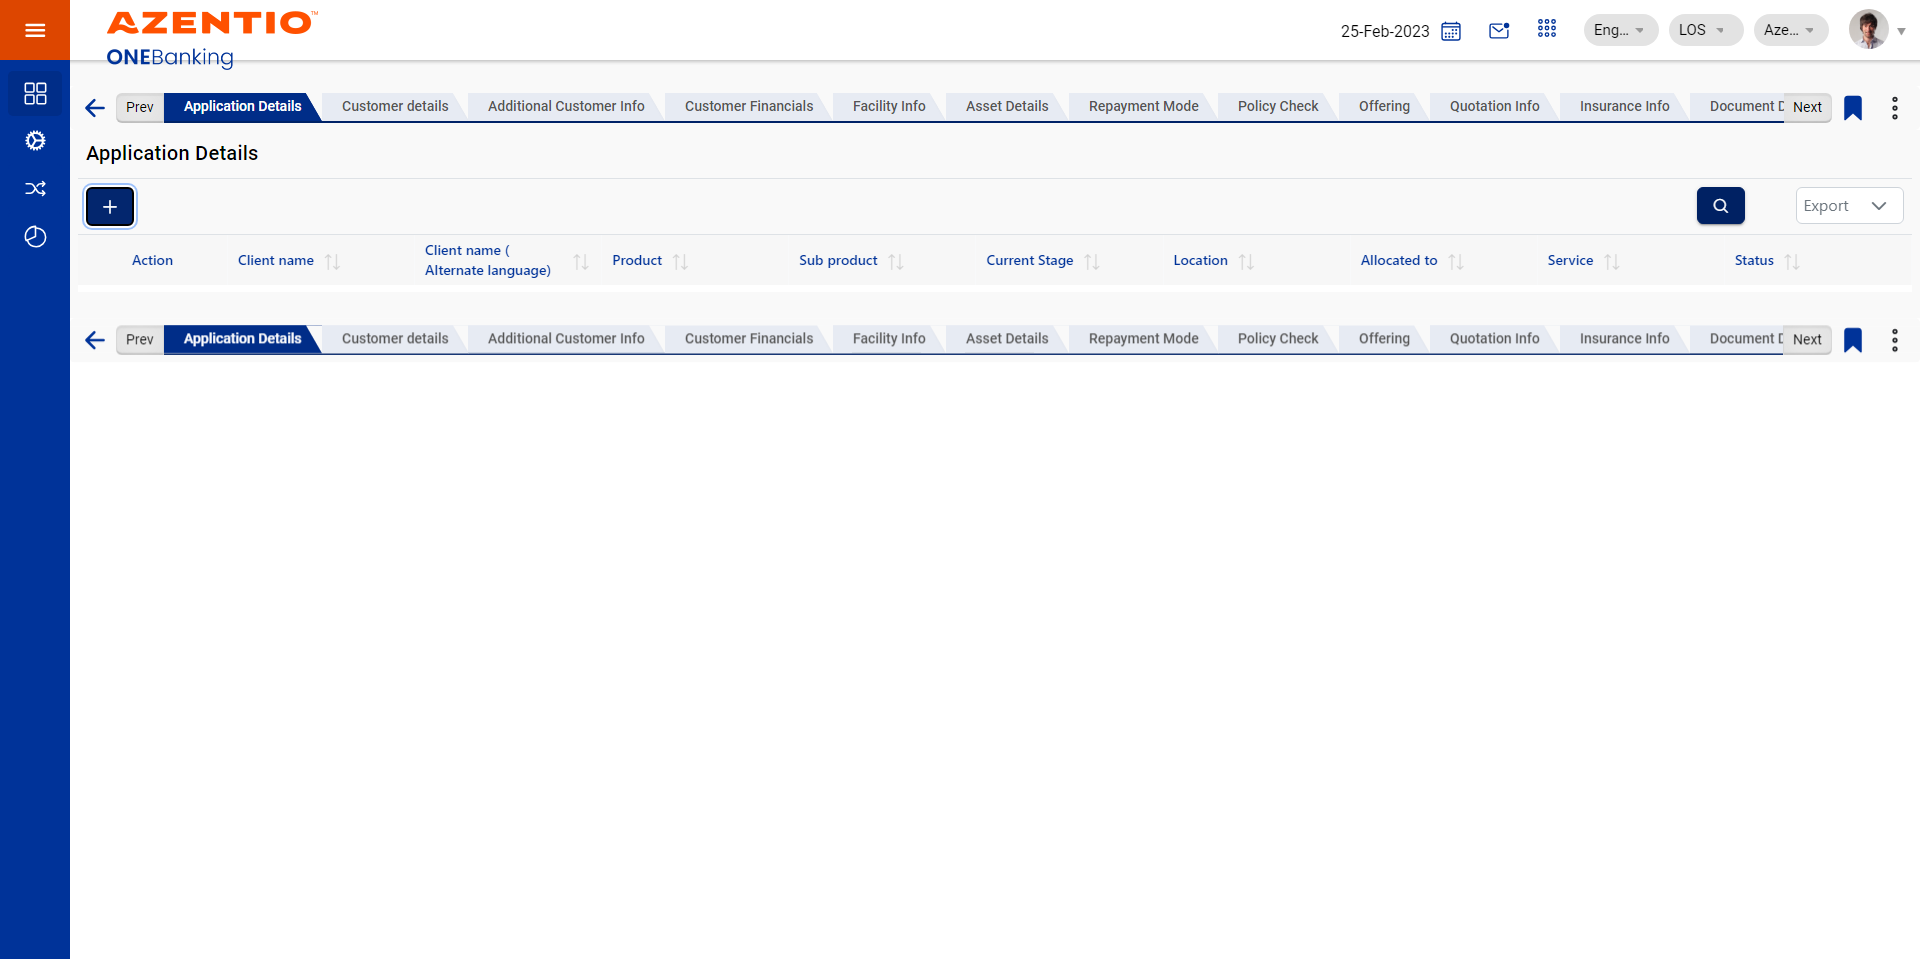 AZENTIO™
ONEBanking
25-Feb-2023
Eng...
LOS
Aze...
Prev
Application Details
Customer details
Additional Customer Info
Customer Financials
Facility Info
Asset Details
Repayment Mode
Policy Check
Offering
Quotation Info
Insurance Info
Document D
Next
Application Details
Export
Action
Client name
Client name (
Alternate language)
Product
Sub product
Current Stage
Location
Allocated to
Service
Status
Prev
Application Details
Customer details
Additional Customer Info
Customer Financials
Facility Info
Asset Details
Repayment Mode
Policy Check
Offering
Quotation Info
Insurance Info
Document D
Next